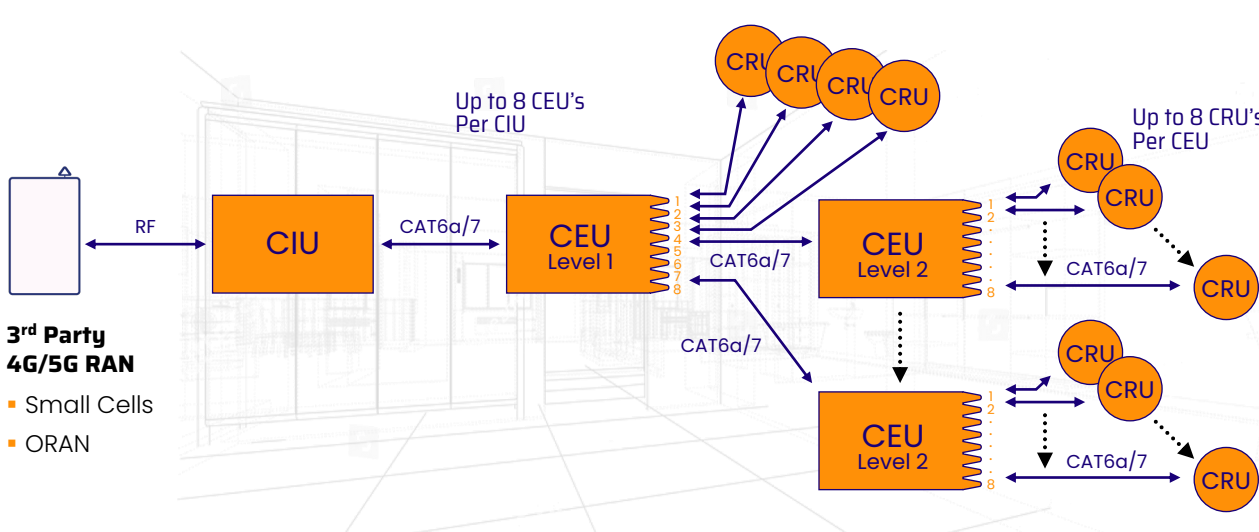 CRU
CRU
CRU
CRU
Up to 8 CEU's
Per CIU
Up to 8 CRU's
Per CEU
CRU
CRU
CRU
RF
CIU
CAT6a/7
CEU
Level 1
1
2
3
4
5
6
7
8
CAT6a/7
CAT6a/7
CEU
Level 2
1
2
.
.
.
.
.
8
CAT6a/7
3rd Party
4G/5G RAN
▪ Small Cells
▪ ORAN
CRU
CRU
CRU
CEU
Level 2
1
2
.
.
.
.
.
8
CAT6a/7